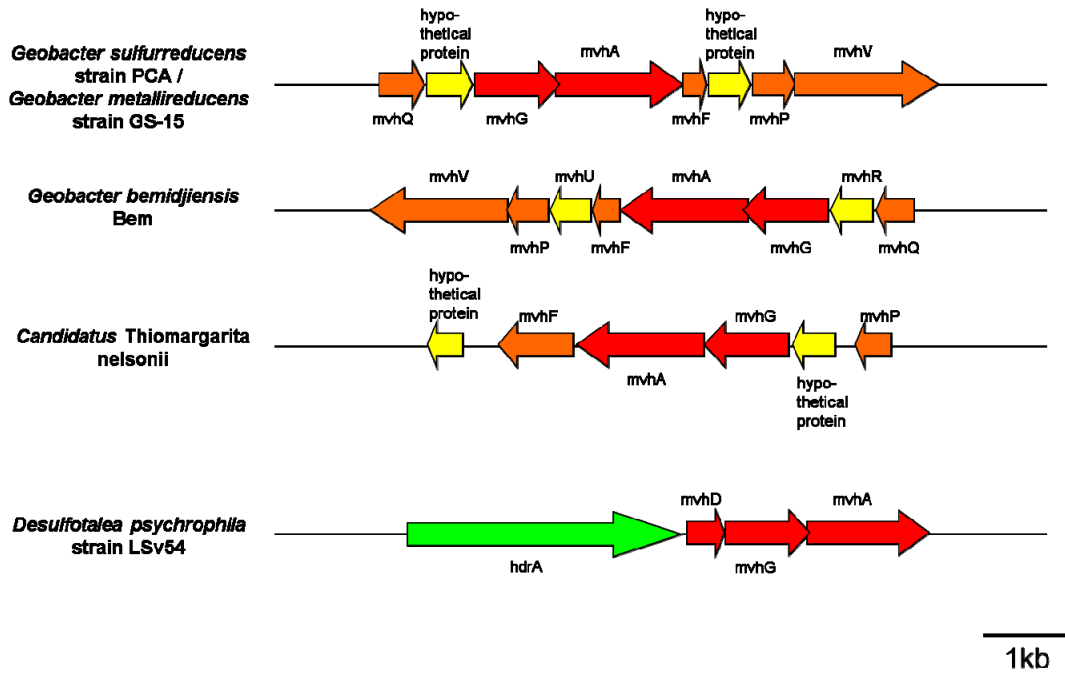 hypo-
thetical
protein
mvhA
hypo-
thetical
protein
mvhV
Geobacter sulfurreducens
strain PCA /
Geobacter metallireducens
strain GS-15
mvhQ
mvhG
mvhF
mvhP
mvhV
mvhU
mvhA
mvhR
Geobacter bemidjiensis
Bem
mvhP
mvhF
mvhG
mvhQ
hypo-
thetical
protein
mvhF
mvhG
mvhP
Candidatus Thiomargarita
nelsonii
mvhA
hypo-
thetical
protein
mvhD
mvhA
Desulfotalea psychrophila
strain LSv54
hdrA
mvhG
1kb